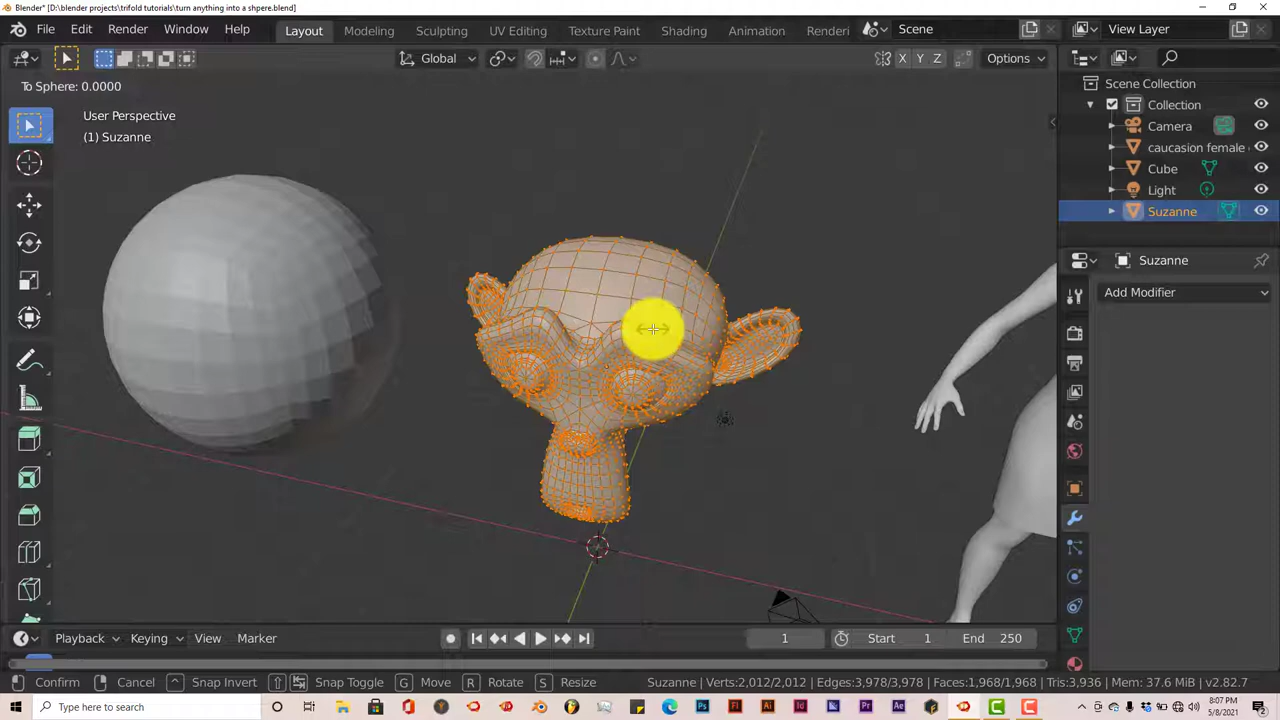 Blender* [D:\blender projects\trifold tutorials\turn anything into a shpere.blend]
File Edit Render Window Help Layout Modeling Sculpting UV Editing Texture Paint Shading Animation Renderi Scene View Layer
Global X Y Z Options
To Sphere: 0.0000
User Perspective
(1) Suzanne
Scene Collection
Collection
Camera
caucasion female
Cube
Light
Suzanne
Suzanne
Add Modifier
Playback Keying View Marker 1 Start 1 End 250
Confirm Cancel Snap Invert Snap Toggle G Move R Rotate S Resize Suzanne | Verts:2,012/2,012 | Edges:3,978/3,978 | Faces:1,968/1,968 | Tris:3,936 | Mem: 37.6 MiB | v2.82.7
Type here to search
8:07 PM
5/8/2021